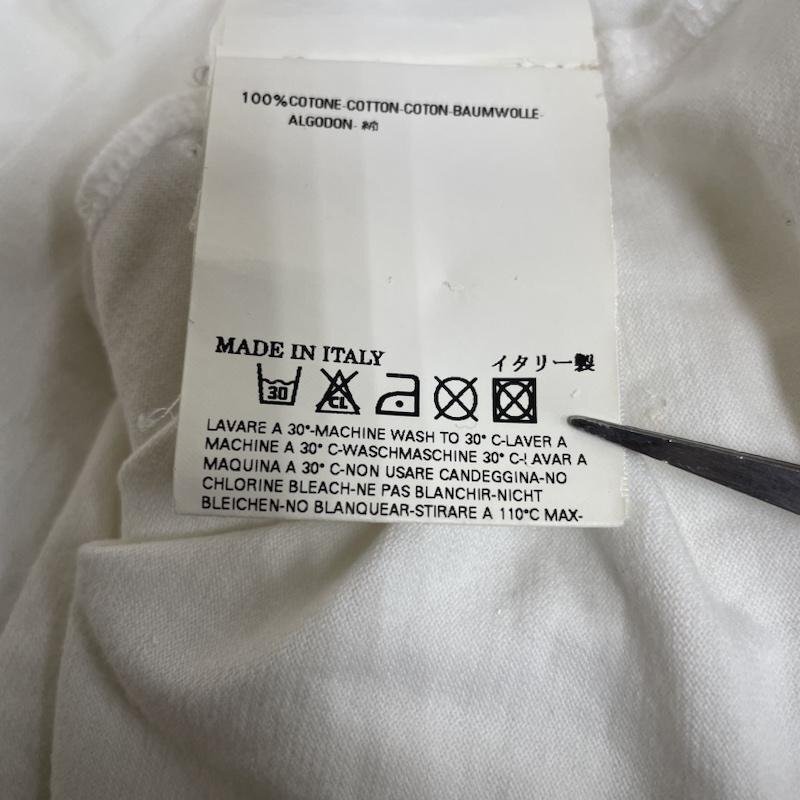 100%COTONE-COTTON-COTON-BAUMWOLLE-
ALGODON- 綿
MADE IN ITALY イタリー製
30 CL
LAVARE A 30°-MACHINE WASH TO 30° C-LAVER A
MACHINE A 30° C-WASCHMASCHINE 30° C-LAVAR A
MAQUINA A 30° C-NON USARE CANDEGGINA-NO
CHLORINE BLEACH-NE PAS BLANCHIR-NICHT
BLEICHEN-NO BLANQUEAR-STIRARE A 110°C MAX-